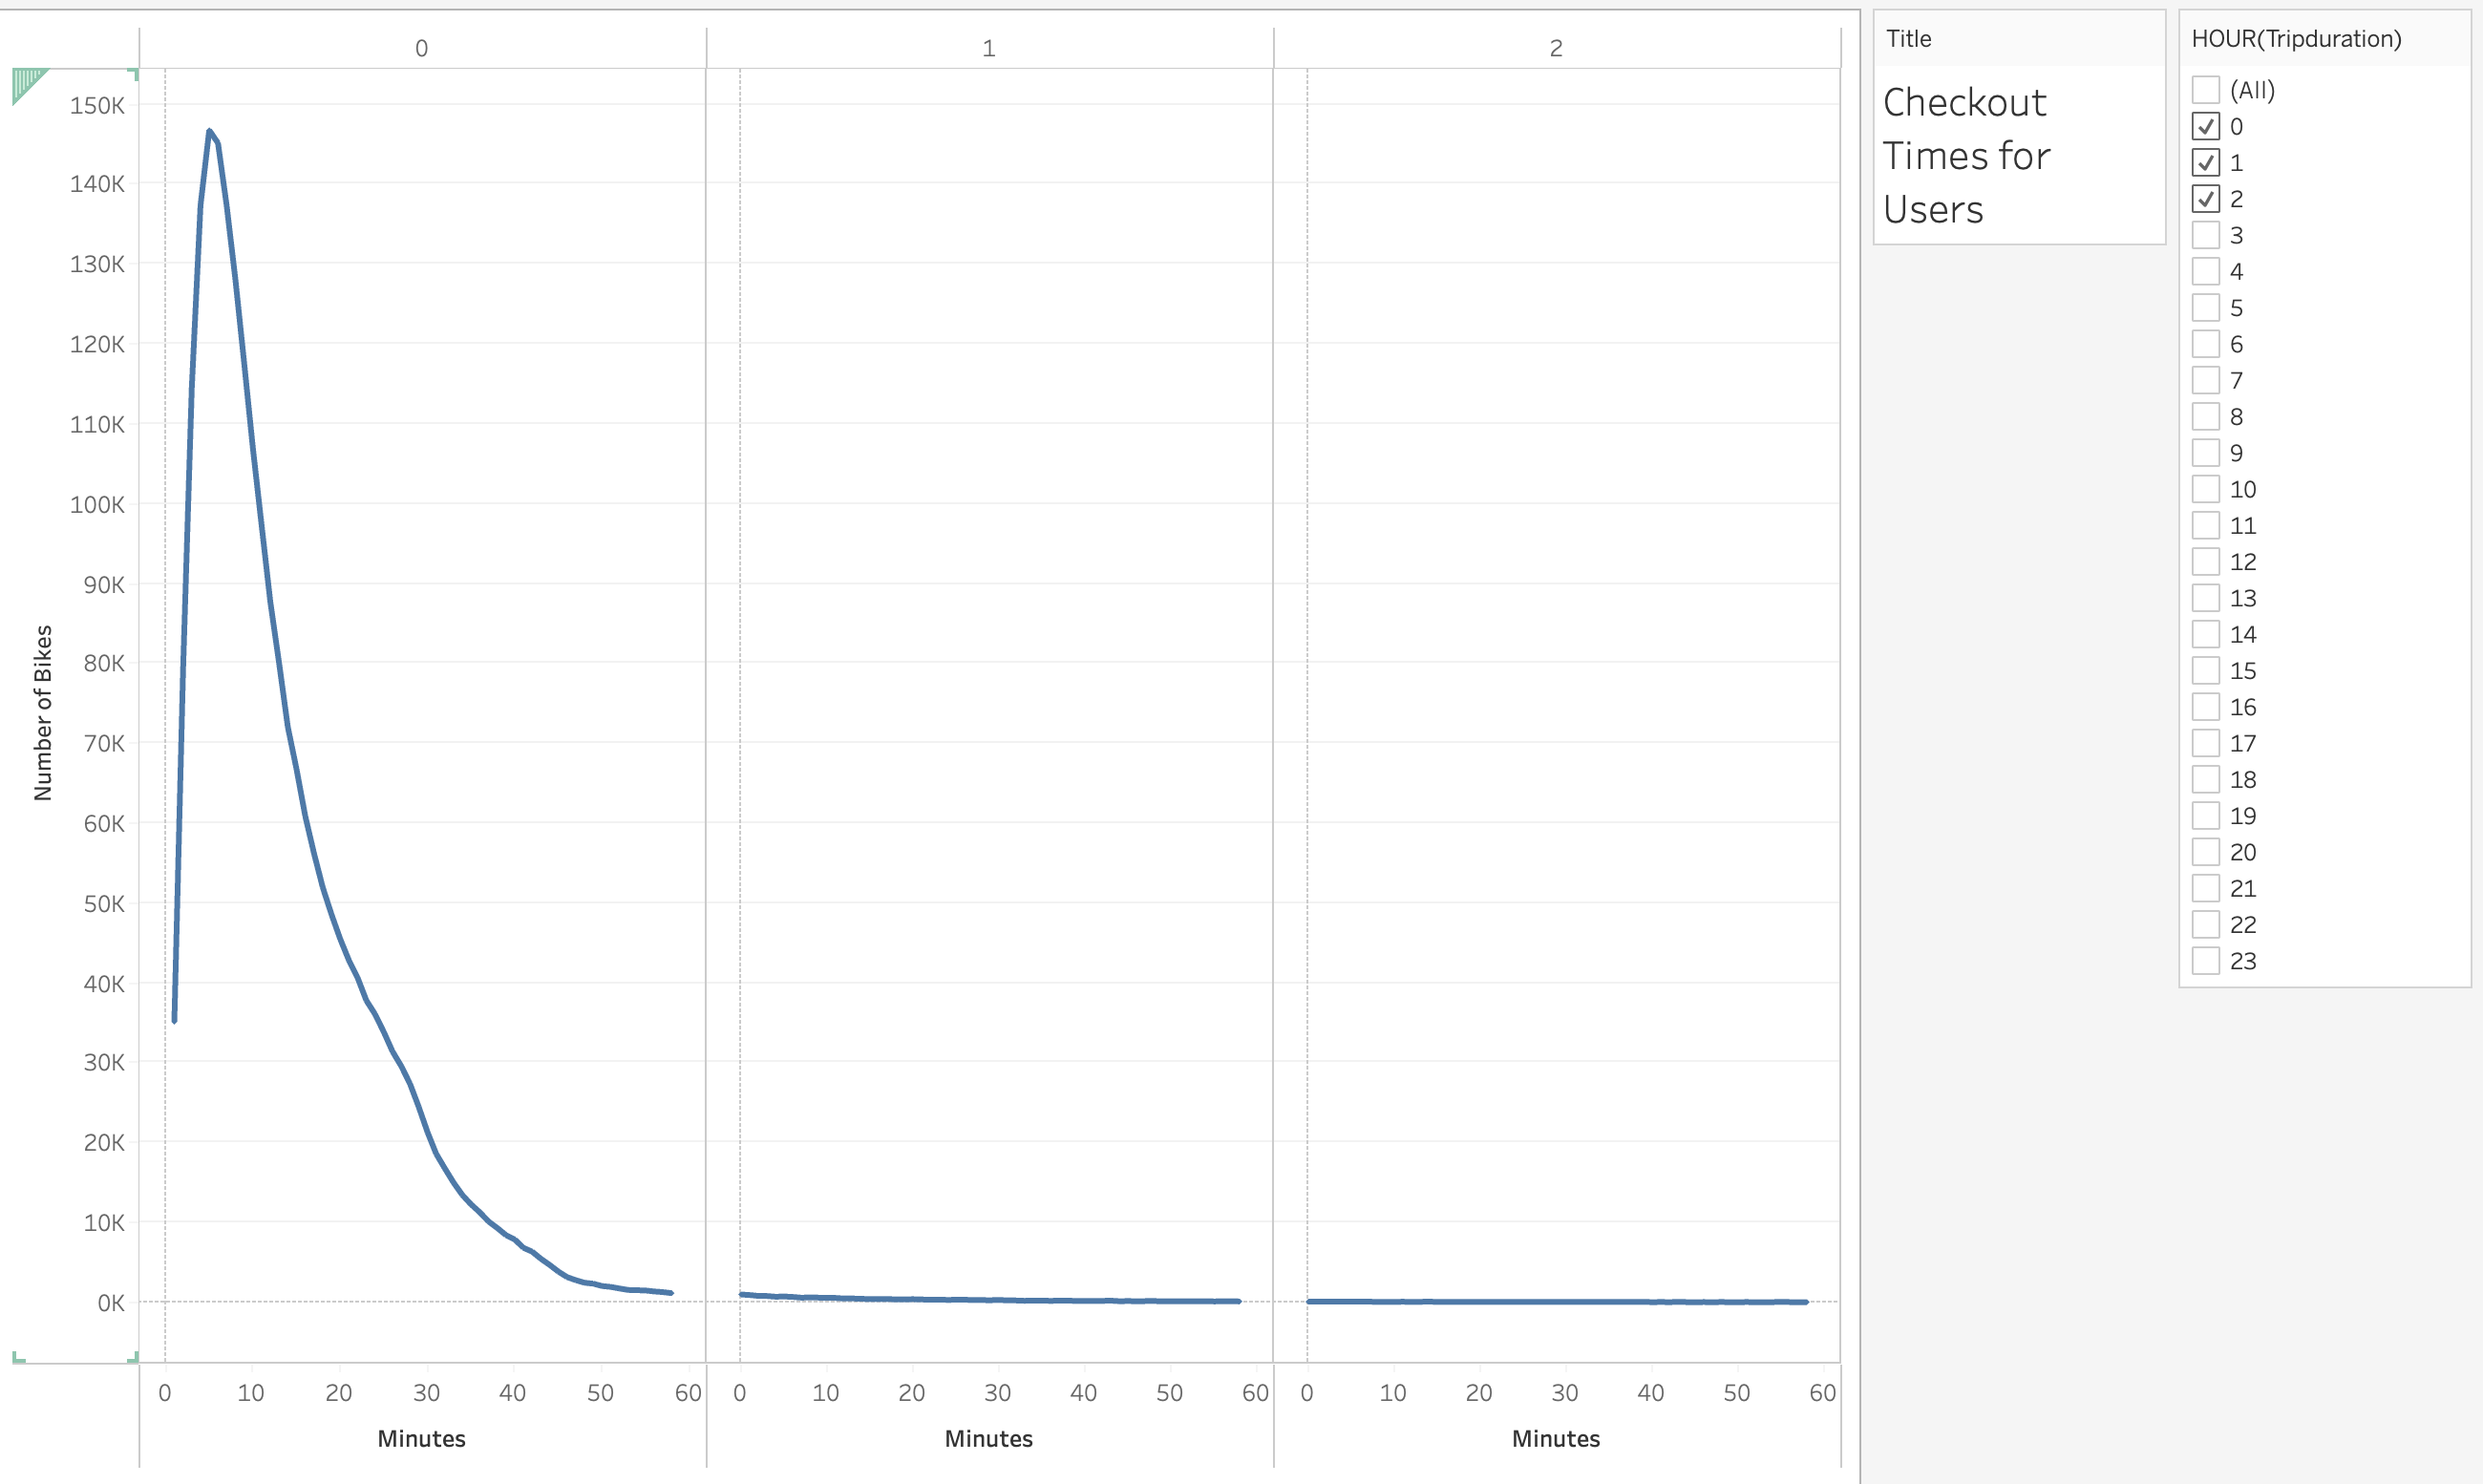 0 1 2
150K
140K
130K
120K
110K
100K
90K
80K
70K
60K
50K
40K
30K
20K
10K
0K
Number of Bikes
0 10 20 30 40 50 60 0 10 20 30 40 50 60 0 10 20 30 40 50 60
Minutes Minutes Minutes
Title
Checkout
Times for
Users
HOUR(Tripduration)
(All)
0
1
2
3
4
5
6
7
8
9
10
11
12
13
14
15
16
17
18
19
20
21
22
23